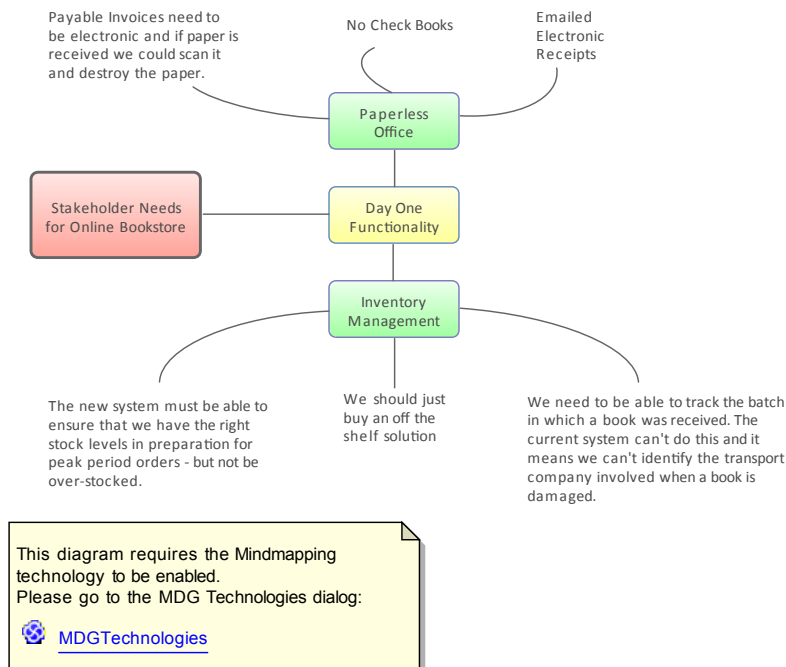 Payable Invoices need to
be electronic and if paper is
received we could scan it
and destroy the paper.
No Check Books
Emailed
Electronic
Receipts
Paperless
Office
Stakeholder Needs
for Online Bookstore
Day One
Functionality
Inventory
Management
The new system must be able to
ensure that we have the right
stock levels in preparation for
peak period orders - but not be
over-stocked.
We should just
buy an off the
shelf solution
We need to be able to track the batch
in which a book was received. The
current system can't do this and it
means we can't identify the transport
company involved when a book is
damaged.
This diagram requires the Mindmapping
technology to be enabled.
Please go to the MDG Technologies dialog:
MDGTechnologies